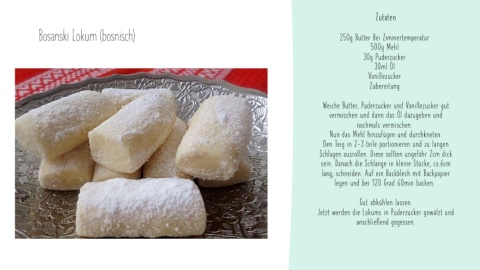 Bosanski Lokum (bosnisch)
Zutaten
250g Butter Bei Zimmertemperatur
500g Mehl
30g Puderzucker
30ml Öl
Vanillezucker
Zubereitung
Weiche Butter, Puderzucker und Vanillezucker gut
vermischen und dann das Öl dazugeben und
nochmals vermischen.
Nun das Mehl hinzufügen und durchkneten.
Den Teig in 2-3 teile portionieren und zu langen
Schlagen ausrollen. Diese sollten ungefähr 2cm dick
sein. Danach die Schlange in kleine Stücke, ca.6cm
lang, schneiden. Auf ein Backblech mit Backpapier
legen und ber 120 Grad 60min backen.
Gut abkühlen lassen.
Jetzt werden die Lokums in Puderzucker gewälzt und
anschließend gegessen.